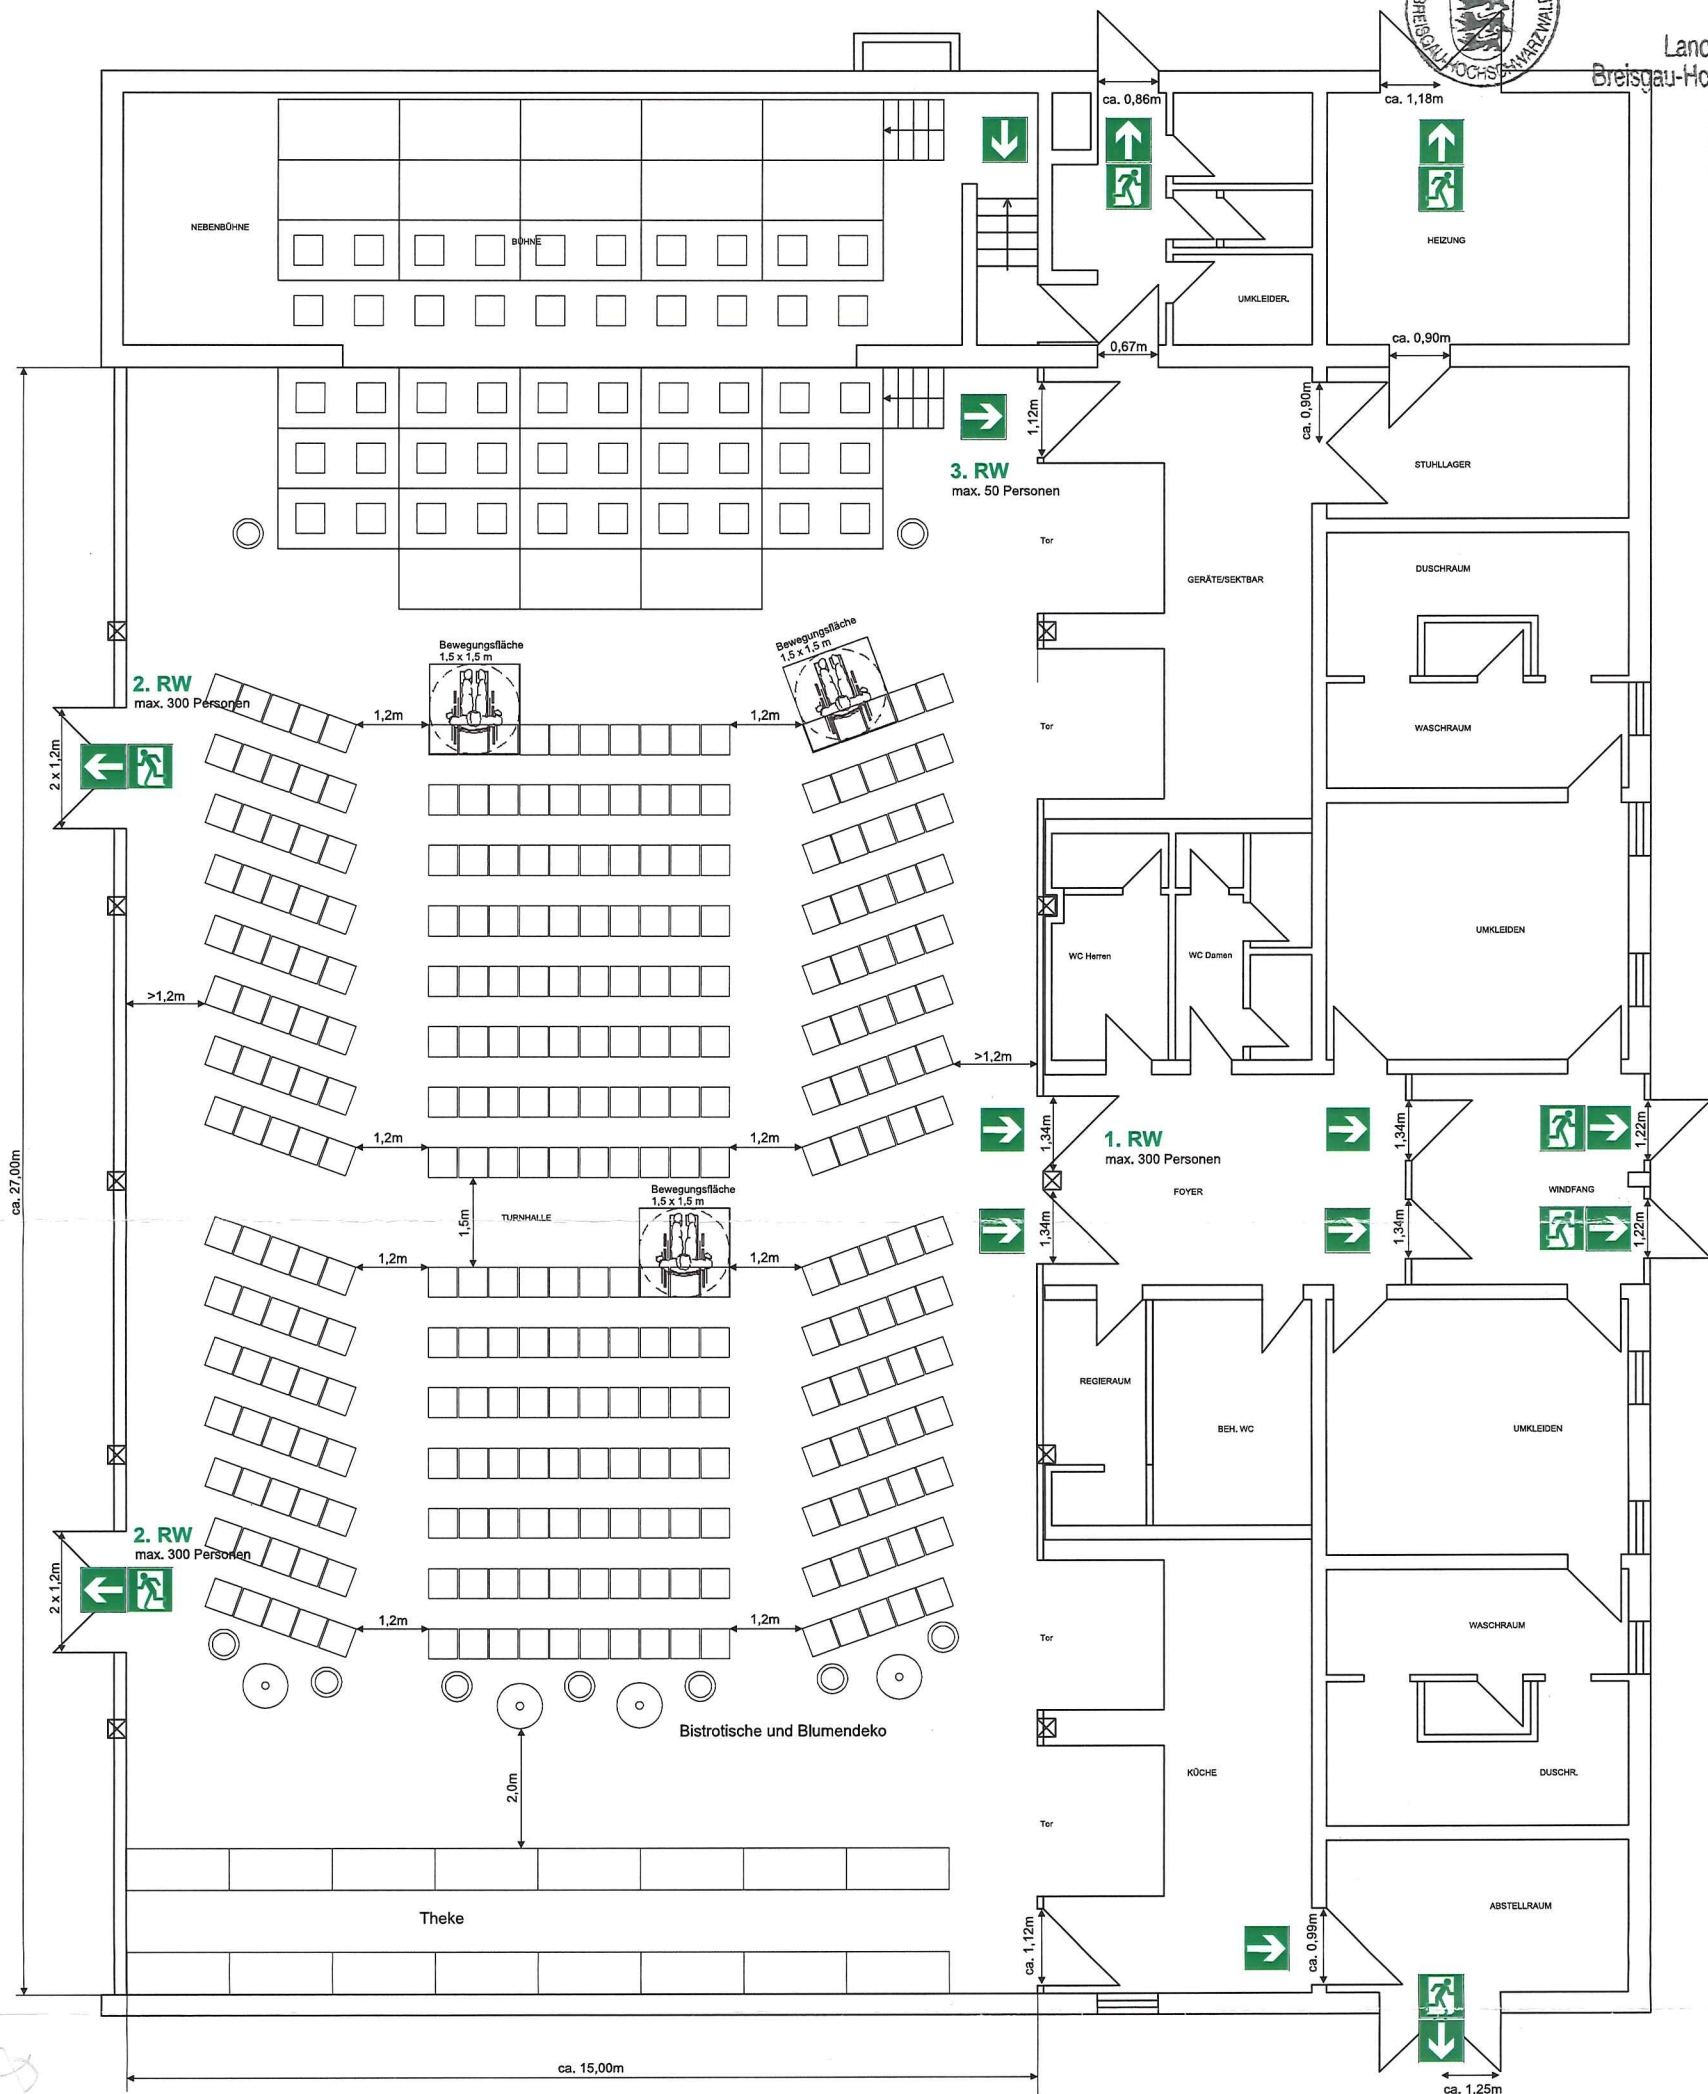 BREISGAU-HOCHSCHWARZWALD
Breisgau-Ho
ca. 0,86m
ca. 1,18m
NEBENBÜHNE
BÜHNE
HEIZUNG
UMKLEIDER.
0,67m
ca. 0,90m
1,12m
ca. 0,90m
3. RW
max. 50 Personen
STUHLLAGER
Tor
GERÄTE/SEKTBAR
DUSCHRAUM
Bewegungsfläche
1,5 x 1,5 m
Bewegungsfläche
1,5 x 1,5 m
2. RW
max. 300 Personen
1,2m
1,2m
Tor
WASCHRAUM
2 x 1,2m
UMKLEIDEN
WC Herren
WC Damen
>1,2m
>1,2m
1,34m
1. RW
max. 300 Personen
1,34m
1,22m
1,2m
1,2m
ca. 27,00m
Bewegungsfläche
1,5 x 1,5 m
FOYER
WINDFANG
1,5m
TURNHALLE
1,34m
1,34m
1,22m
1,2m
1,2m
REGIERAUM
BEH. WC
UMKLEIDEN
2. RW
max. 300 Personen
2 x 1,2m
1,2m
1,2m
Tor
WASCHRAUM
Bistrotische und Blumendeko
2,0m
KÜCHE
DUSCHR.
Tor
Theke
ABSTELLRAUM
ca. 1,12m
ca. 0,99m
ca. 15,00m
ca. 1,25m